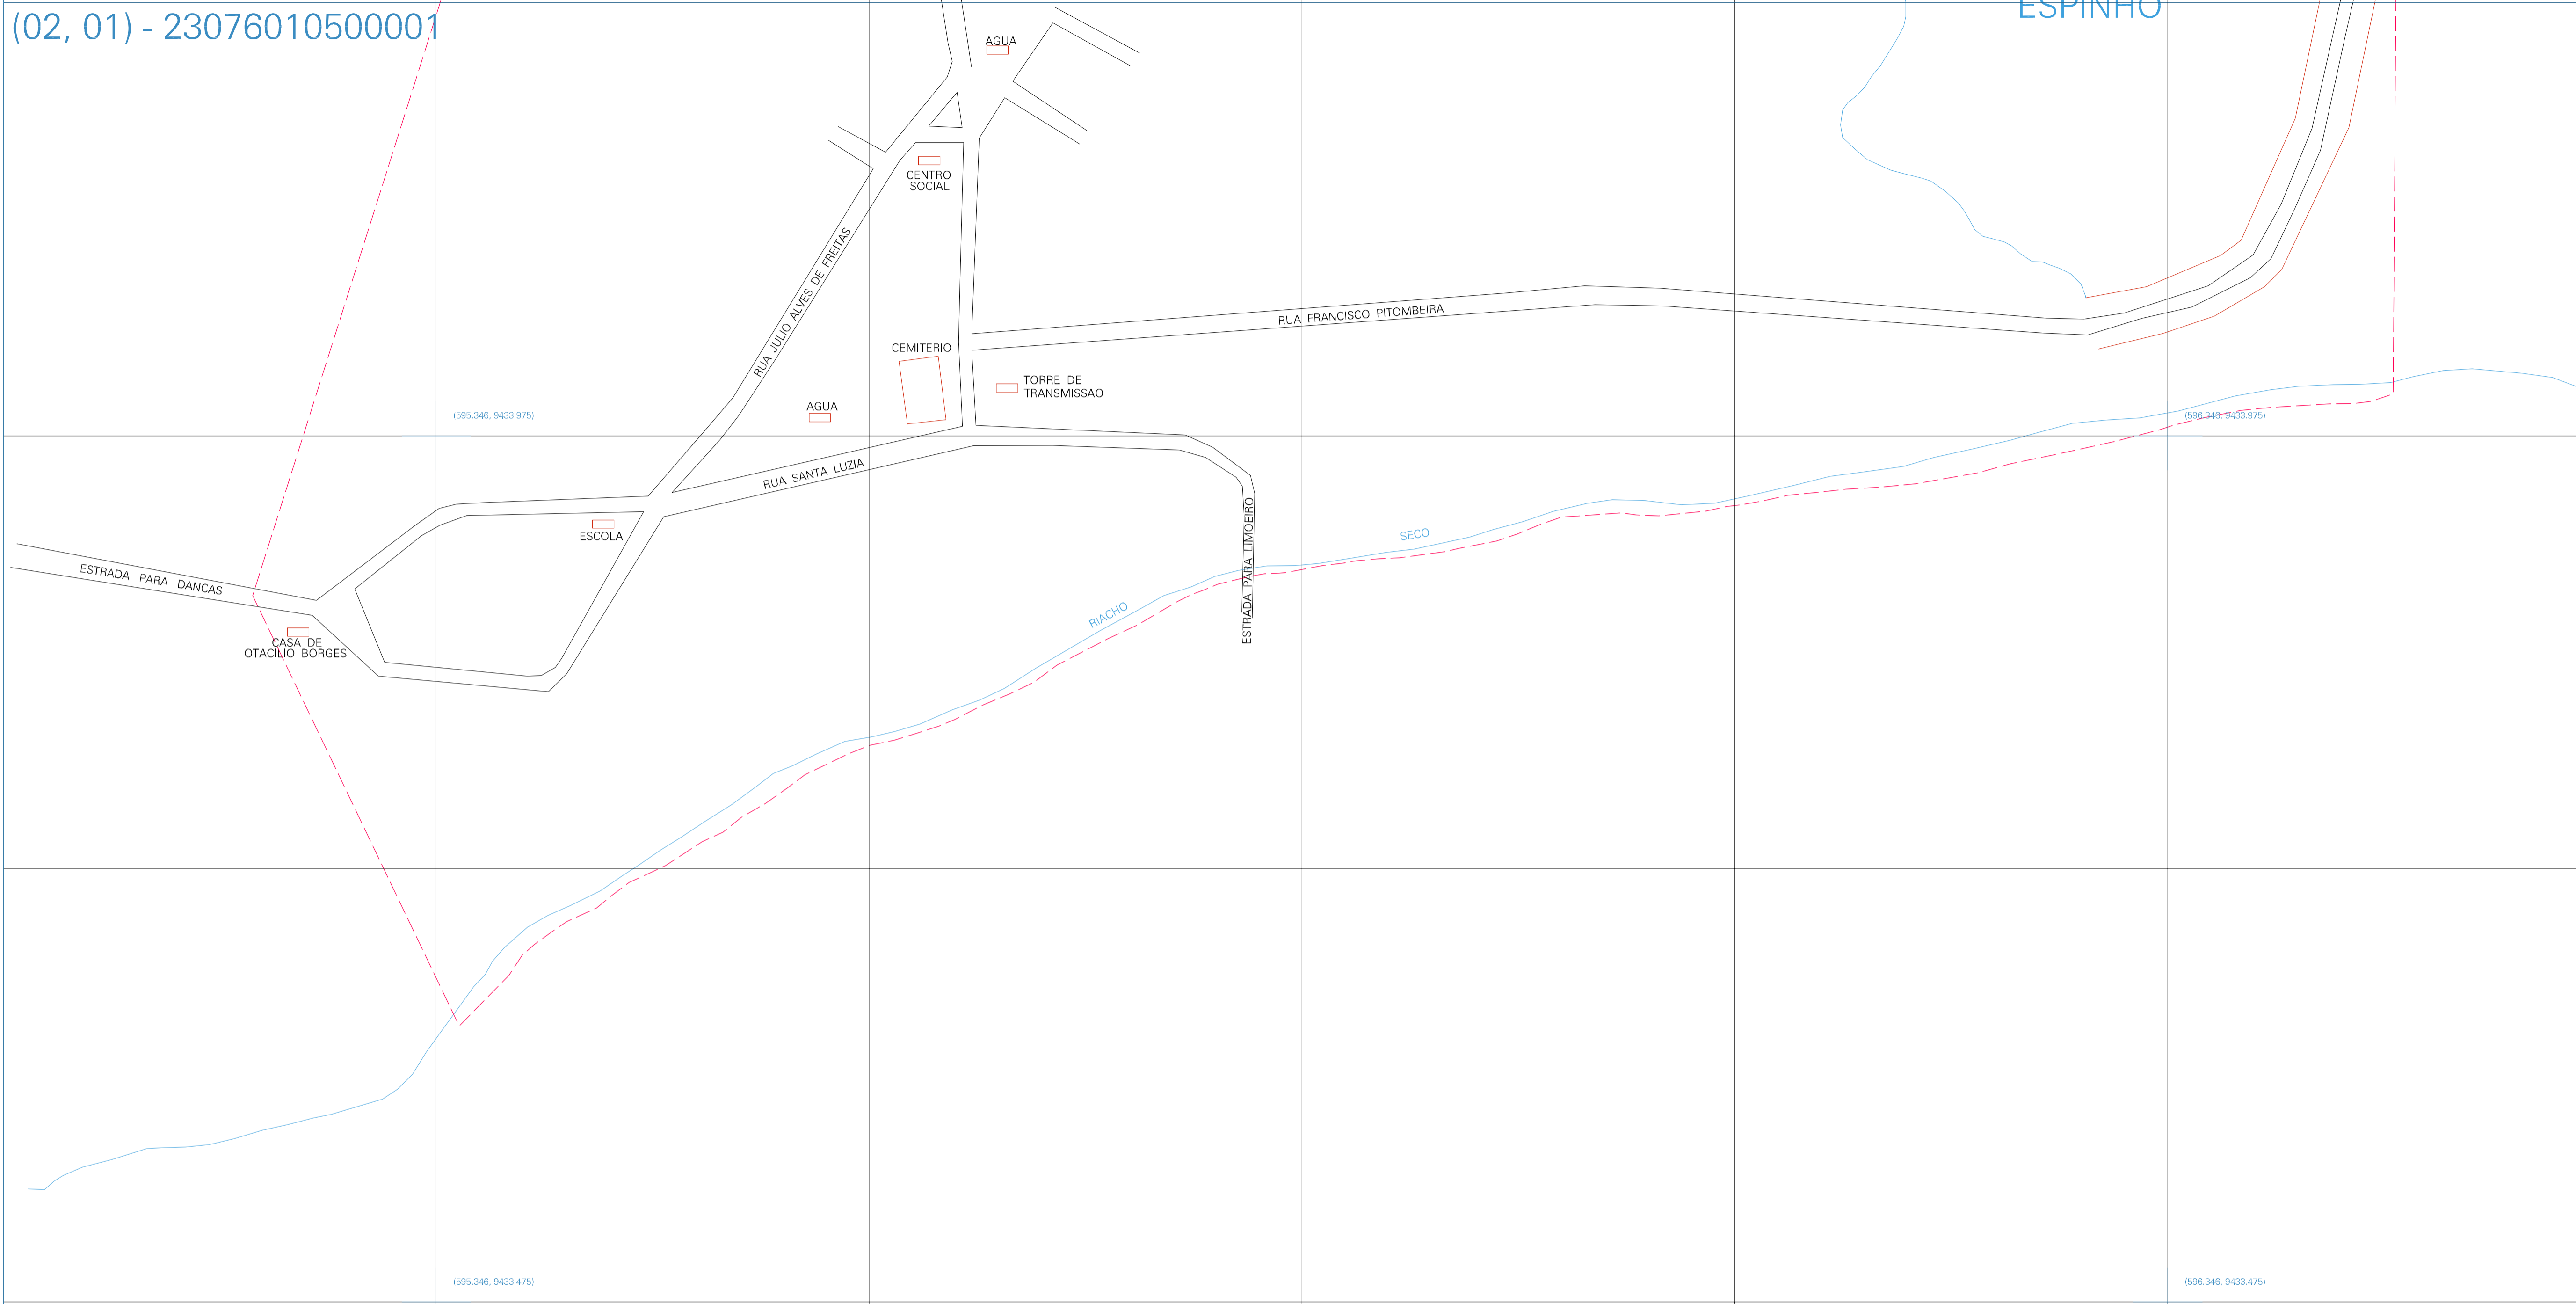 (02, 01) - 23076010500001
ESPINHO
AGUA
CENTRO
SOCIAL
RUA JULIO ALVES DE FREITAS
RUA FRANCISCO PITOMBEIRA
CEMITERIO
TORRE DE
TRANSMISSAO
AGUA
(595.346, 9433.975)
(596.346, 9433.975)
RUA SANTA LUZIA
ESCOLA
ESTRADA PARA LIMOEIRO
SECO
RIACHO
ESTRADA PARA DANCAS
CASA DE
OTACILIO BORGES
(595.346, 9433.475)
(596.346, 9433.475)